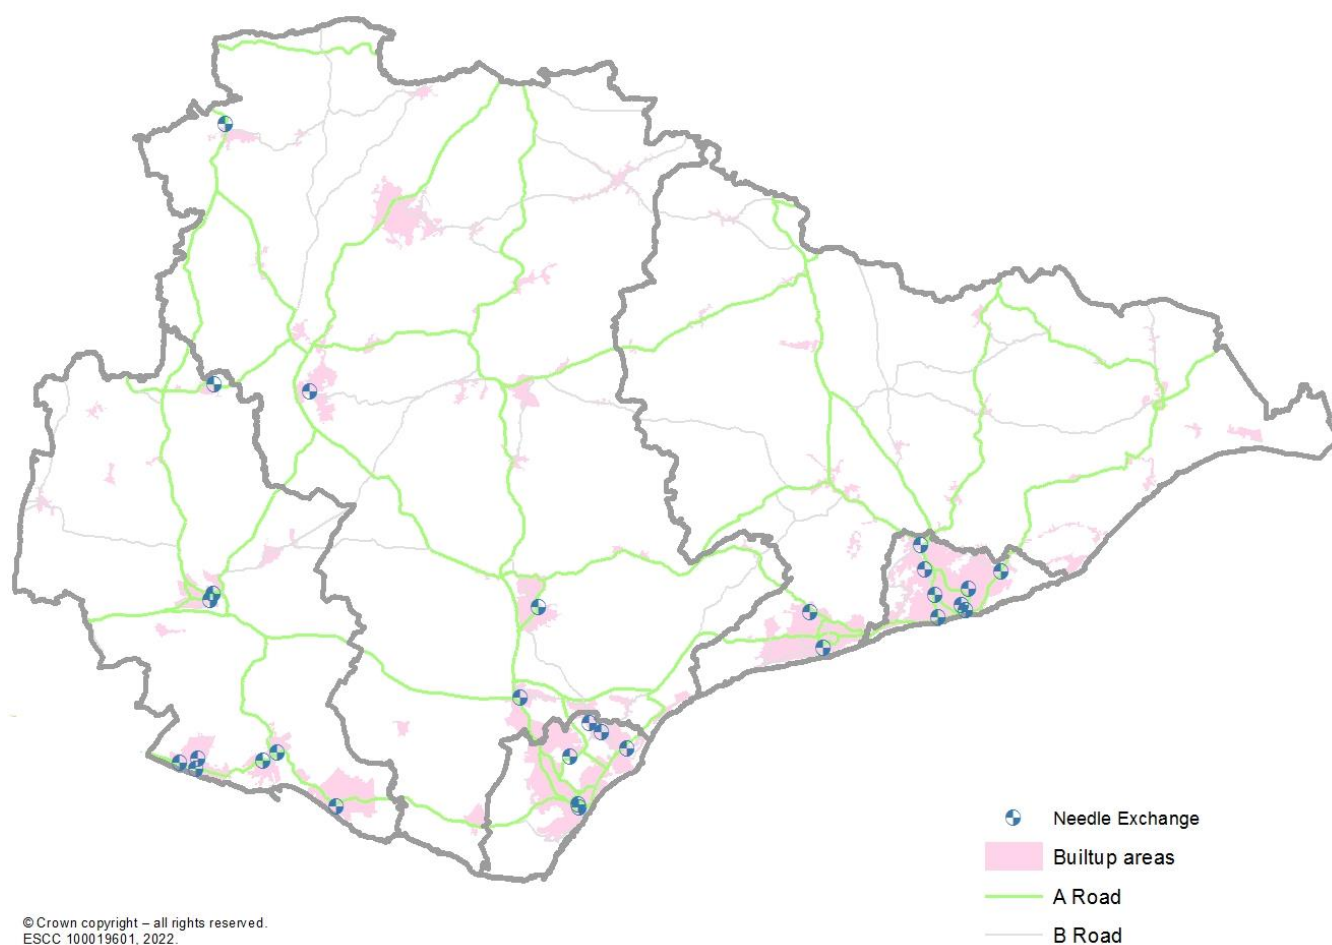 Needle Exchange
Builtup areas
A Road
B Road
© Crown copyright – all rights reserved.
ESCC 100019601, 2022.